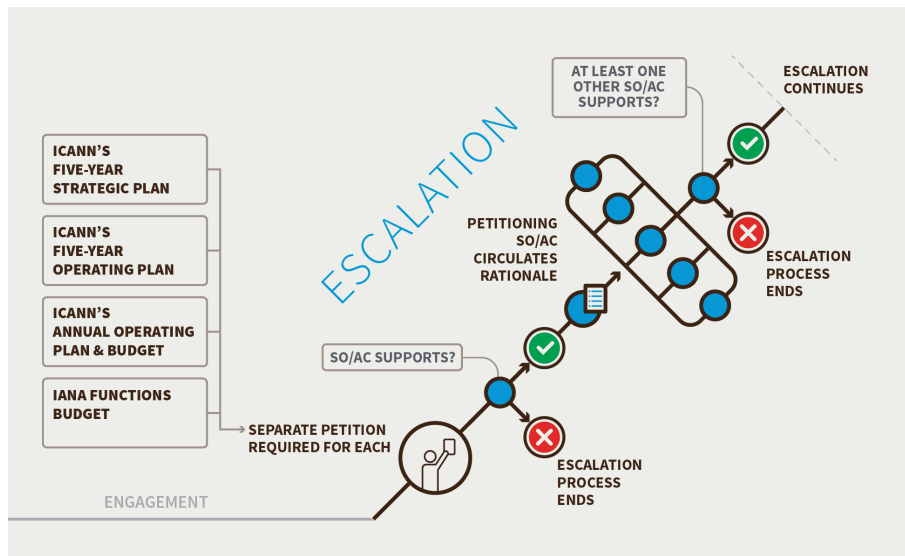 ICANN’S
FIVE-YEAR
STRATEGIC PLAN
ICANN’S
FIVE-YEAR
OPERATING PLAN
ICANN’S
ANNUAL OPERATING
PLAN & BUDGET
IANA FUNCTIONS
BUDGET
SEPARATE PETITION
REQUIRED FOR EACH
ENGAGEMENT
ESCALATION
SO/AC SUPPORTS?
ESCALATION
PROCESS
ENDS
PETITIONING
SO/AC
CIRCULATES
RATIONALE
AT LEAST ONE
OTHER SO/AC
SUPPORTS?
ESCALATION
PROCESS
ENDS
ESCALATION
CONTINUES